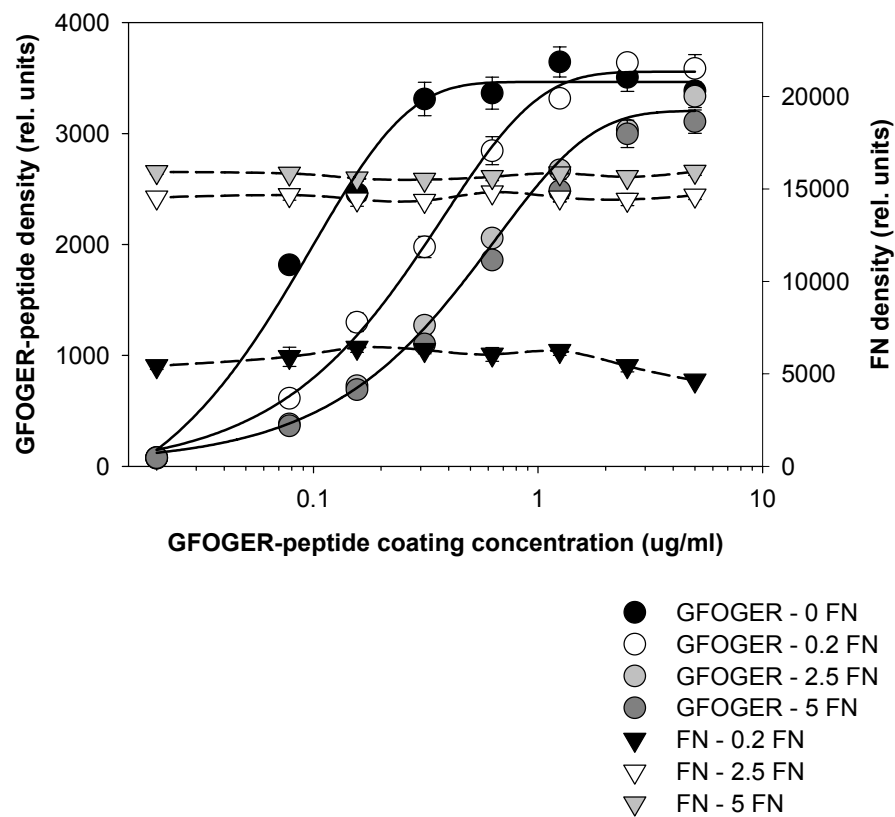 4000
3000
2000
1000
0
GFOGER-peptide density (rel. units)
20000
15000
10000
5000
0
FN density (rel. units)
0.1 1 10
GFOGER-peptide coating concentration (ug/ml)
GFOGER - 0 FN
GFOGER - 0.2 FN
GFOGER - 2.5 FN
GFOGER - 5 FN
FN - 0.2 FN
FN - 2.5 FN
FN - 5 FN